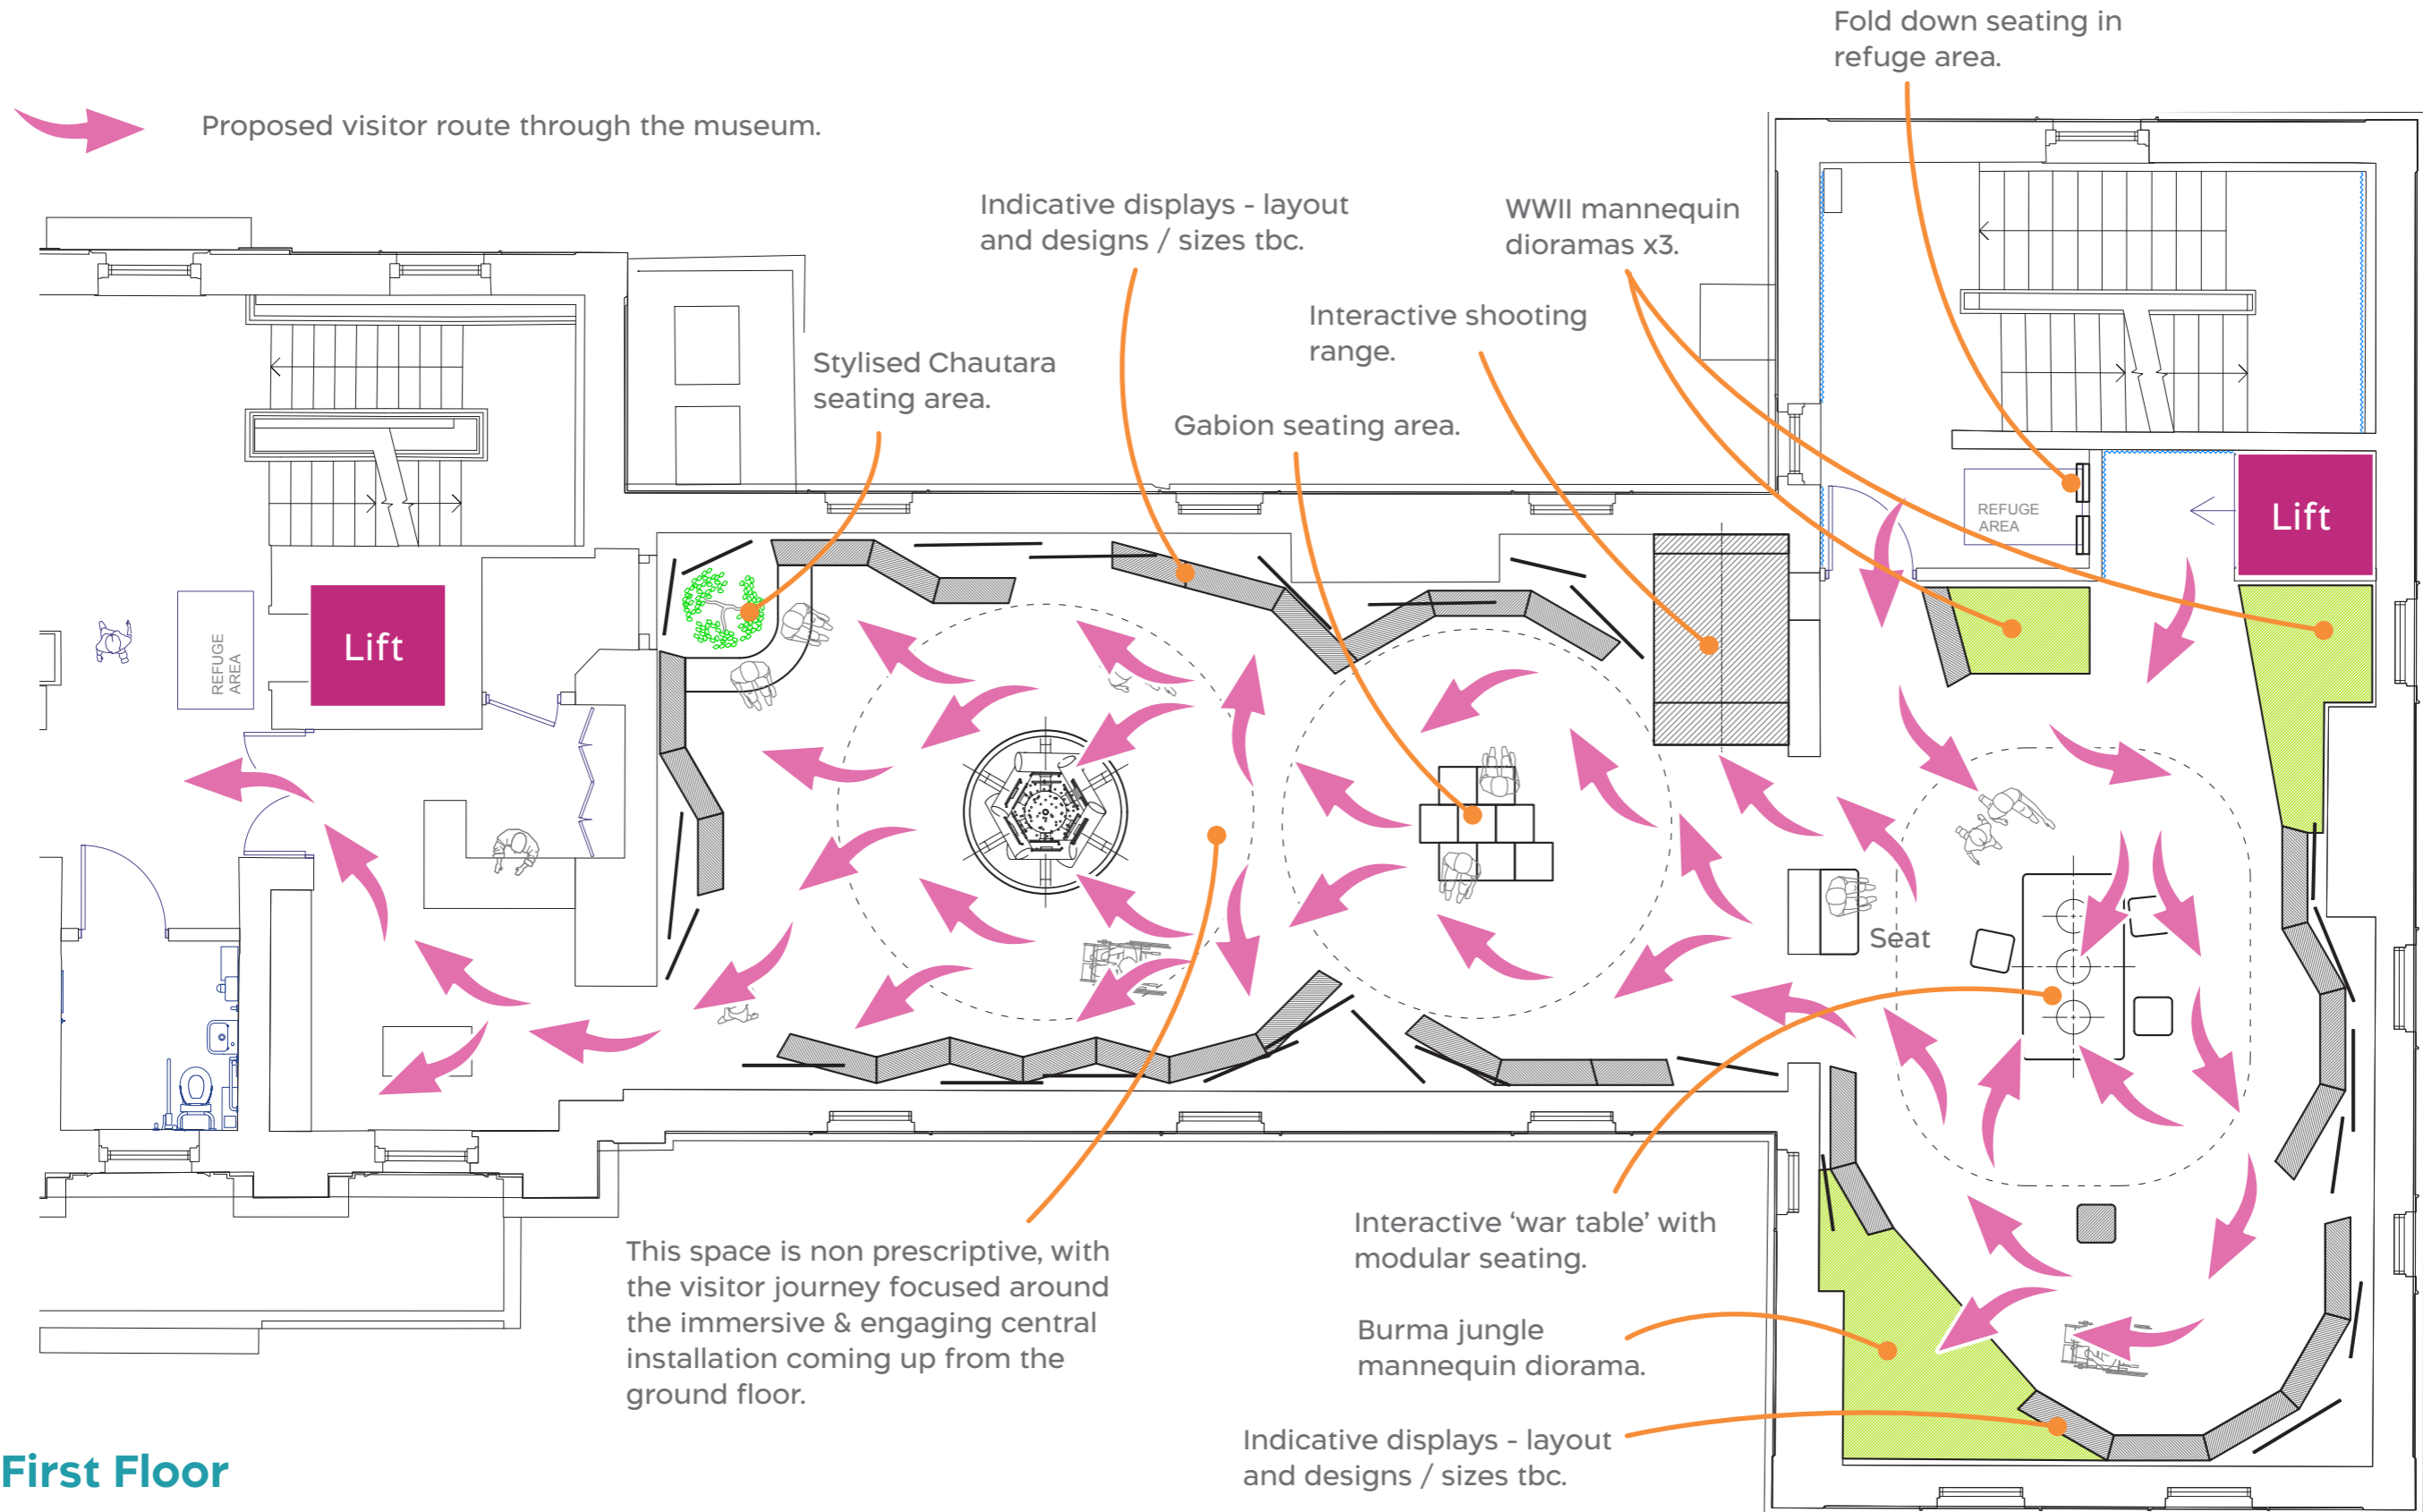 Fold down seating in
refuge area.
Proposed visitor route through the museum.
Indicative displays - layout
and designs / sizes tbc.
WWII mannequin
dioramas x3.
Interactive shooting
range.
Stylised Chautara
seating area.
Gabion seating area.
REFUGE
AREA
Lift
REFUGE
AREA
Lift
Seat
This space is non prescriptive, with
the visitor journey focused around
the immersive & engaging central
installation coming up from the
ground floor.
Interactive ‘war table’ with
modular seating.
Burma jungle
mannequin diorama.
Indicative displays - layout
and designs / sizes tbc.
First Floor